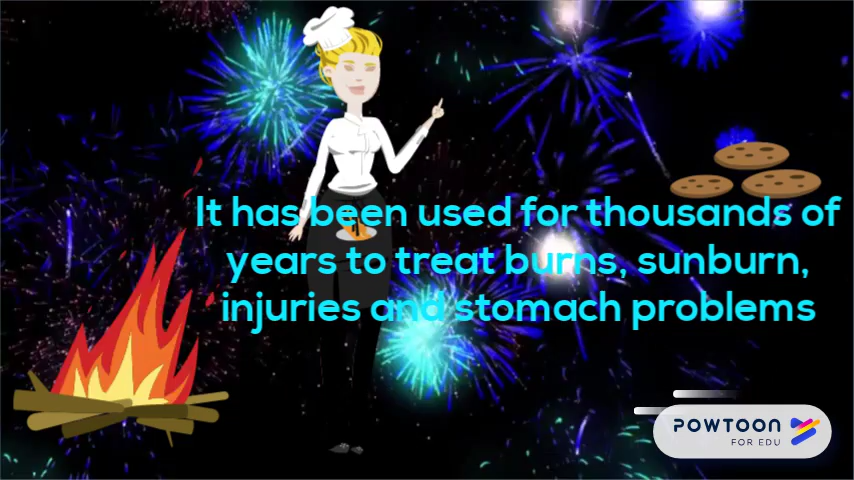 It has been used for thousands of
years to treat burns, sunburn,
injuries and stomach problems
POWTOON
FOR EDU